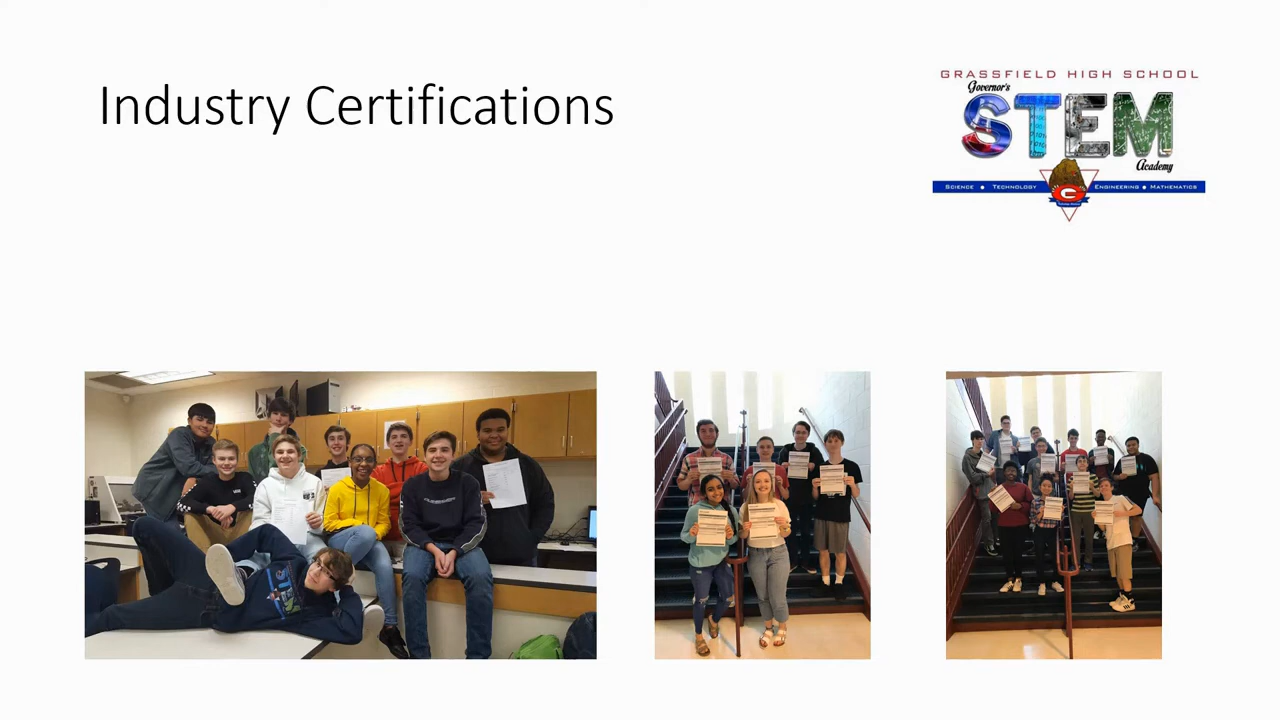 Industry Certifications
GRASSFIELD HIGH SCHOOL
Governor's
STEM
Academy
SCIENCE • TECHNOLOGY ENGINEERING • MATHEMATICS
G